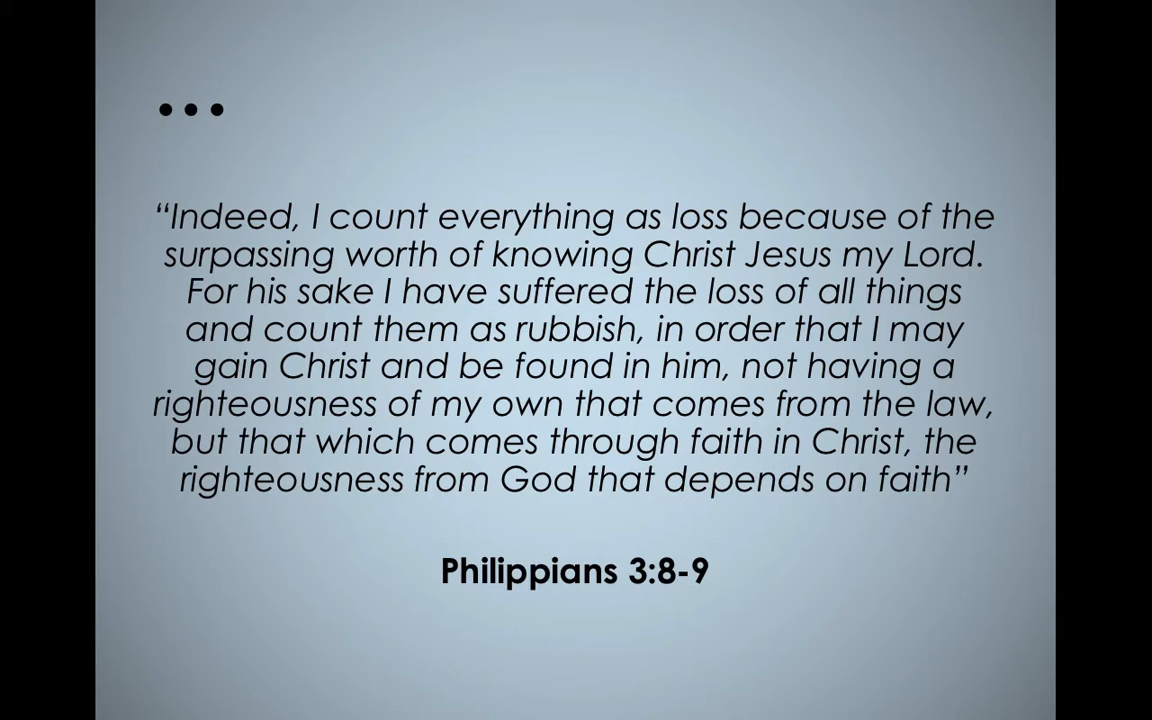 ...
“Indeed, I count everything as loss because of the
surpassing worth of knowing Christ Jesus my Lord.
For his sake I have suffered the loss of all things
and count them as rubbish, in order that I may
gain Christ and be found in him, not having a
righteousness of my own that comes from the law,
but that which comes through faith in Christ, the
righteousness from God that depends on faith”
Philippians 3:8-9